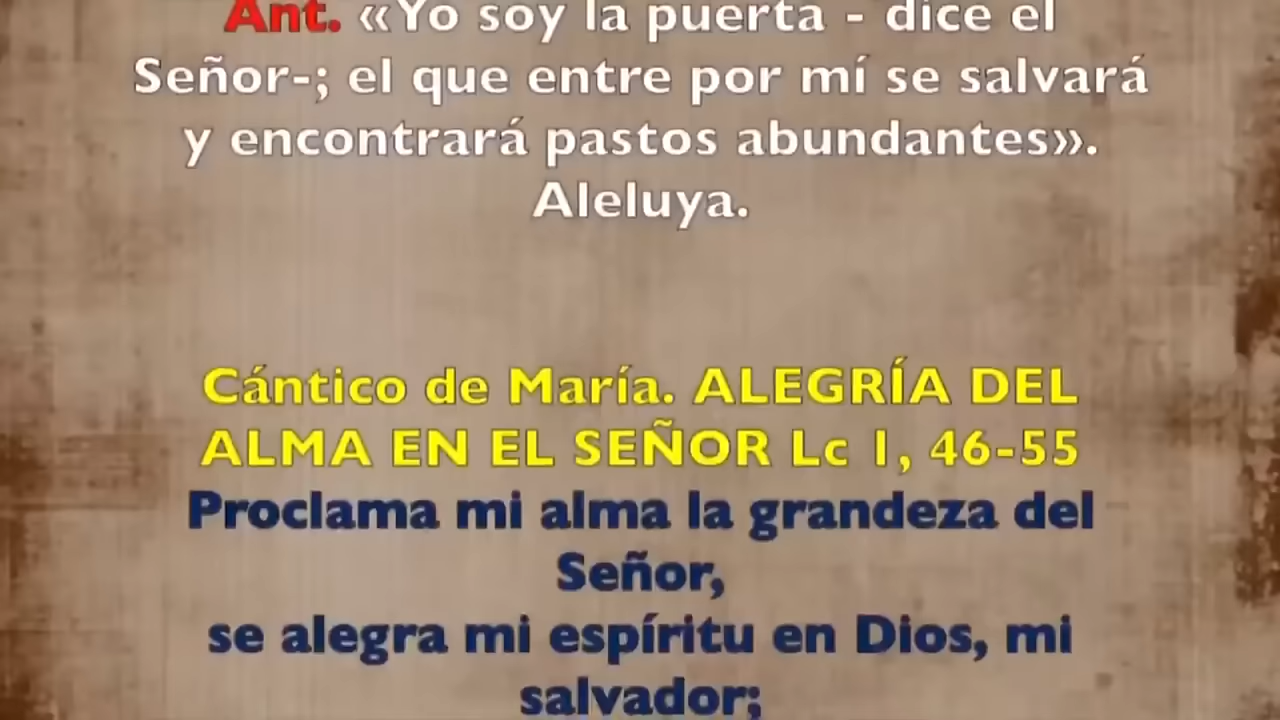 Ant. «Yo soy la puerta - dice el
Señor-; el que entre por mí se salvará
y encontrará pastos abundantes».
Aleluya.
Cántico de María. ALEGRÍA DEL
ALMA EN EL SEÑOR Lc 1, 46-55
Proclama mi alma la grandeza del
Señor,
se alegra mi espíritu en Dios, mi
salvador;